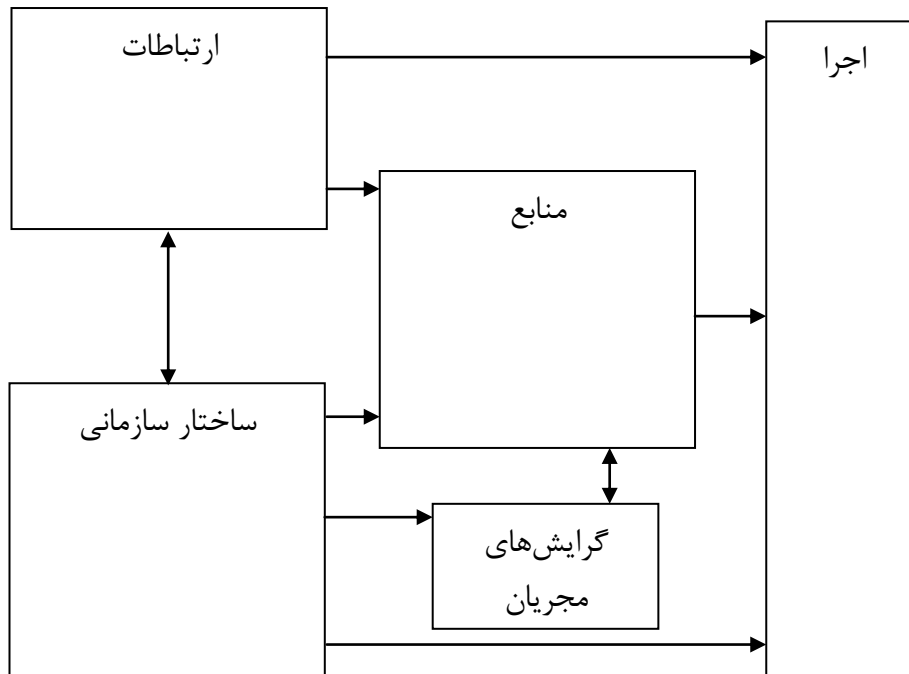 ارتباطات
اجرا
منابع
ساختار سازمانی
گرایش‌های
مجریان